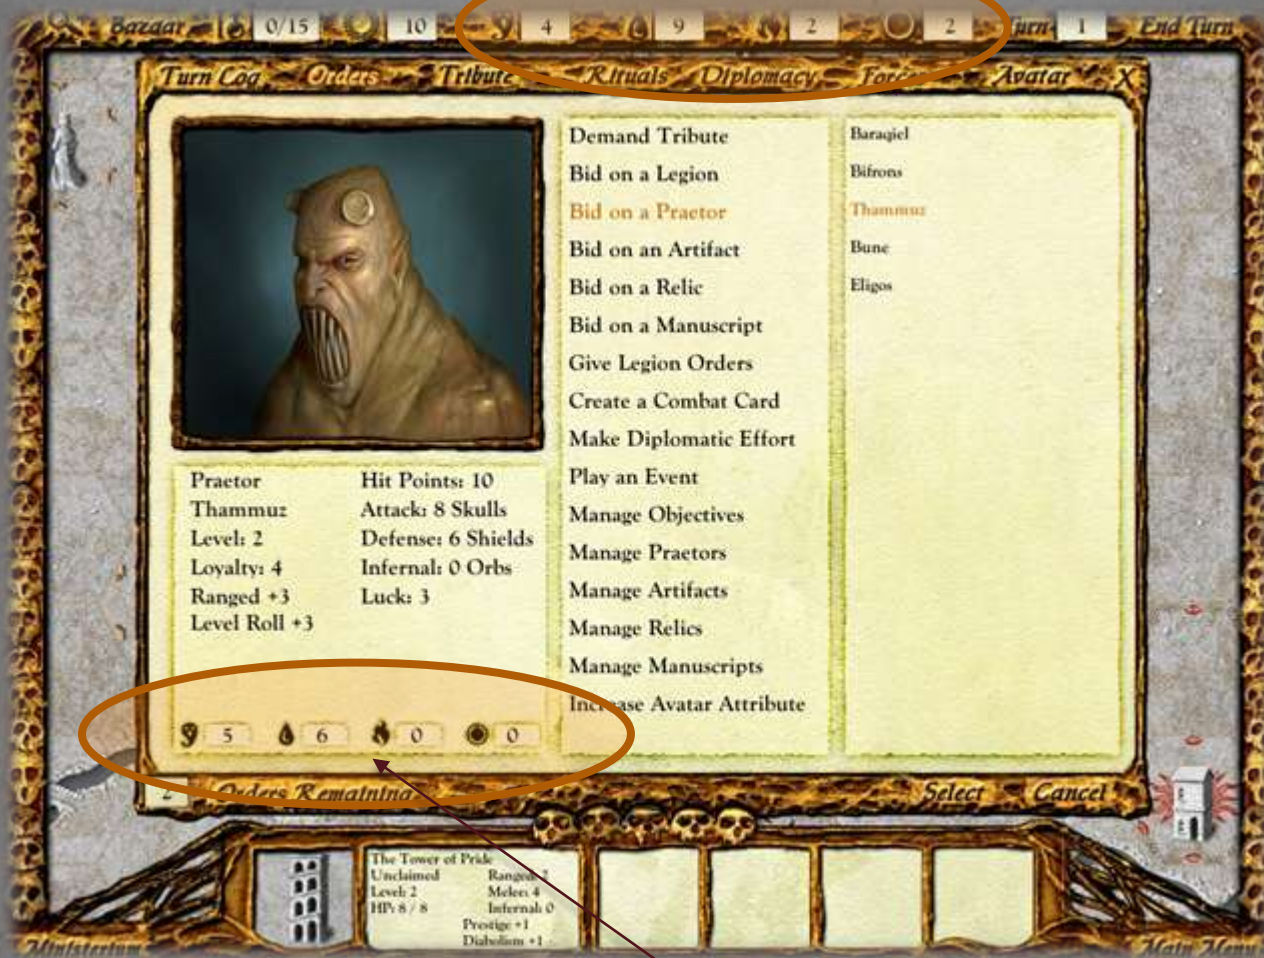 Bazaar 0/15 10 4 9 2 2 Turn 1 End Turn
Turn Log Orders Tribute Rituals Diplomacy Forces Avatar X
Demand Tribute
Bid on a Legion
Bid on a Praetor
Bid on an Artifact
Bid on a Relic
Bid on a Manuscript
Give Legion Orders
Create a Combat Card
Make Diplomatic Effort
Play an Event
Manage Objectives
Manage Praetors
Manage Artifacts
Manage Relics
Manage Manuscripts
Increase Avatar Attribute
Baraqiel
Bifrons
Thammuz
Bune
Eligos
Praetor Hit Points: 10
Thammuz Attack: 8 Skulls
Level: 2 Defense: 6 Shields
Loyalty: 4 Infernal: 0 Orbs
Ranged +3 Luck: 3
Level Roll +3
5 6 0 0
2 Orders Remaining Select Cancel
The Tower of Pride
Unclaimed Ranged: 2
Level: 2 Melee: 4
HP: 8 / 8 Infernal: 0
Prestige +1
Diabolism +1
Ministerium Main Menu